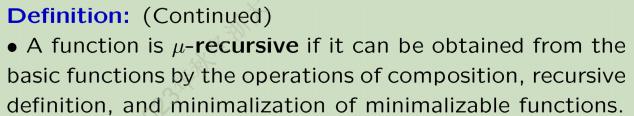 Definition: (Continued)
• A function is μ-recursive if it can be obtained from the
basic functions by the operations of composition, recursive
definition, and minimalization of minimalizable functions.